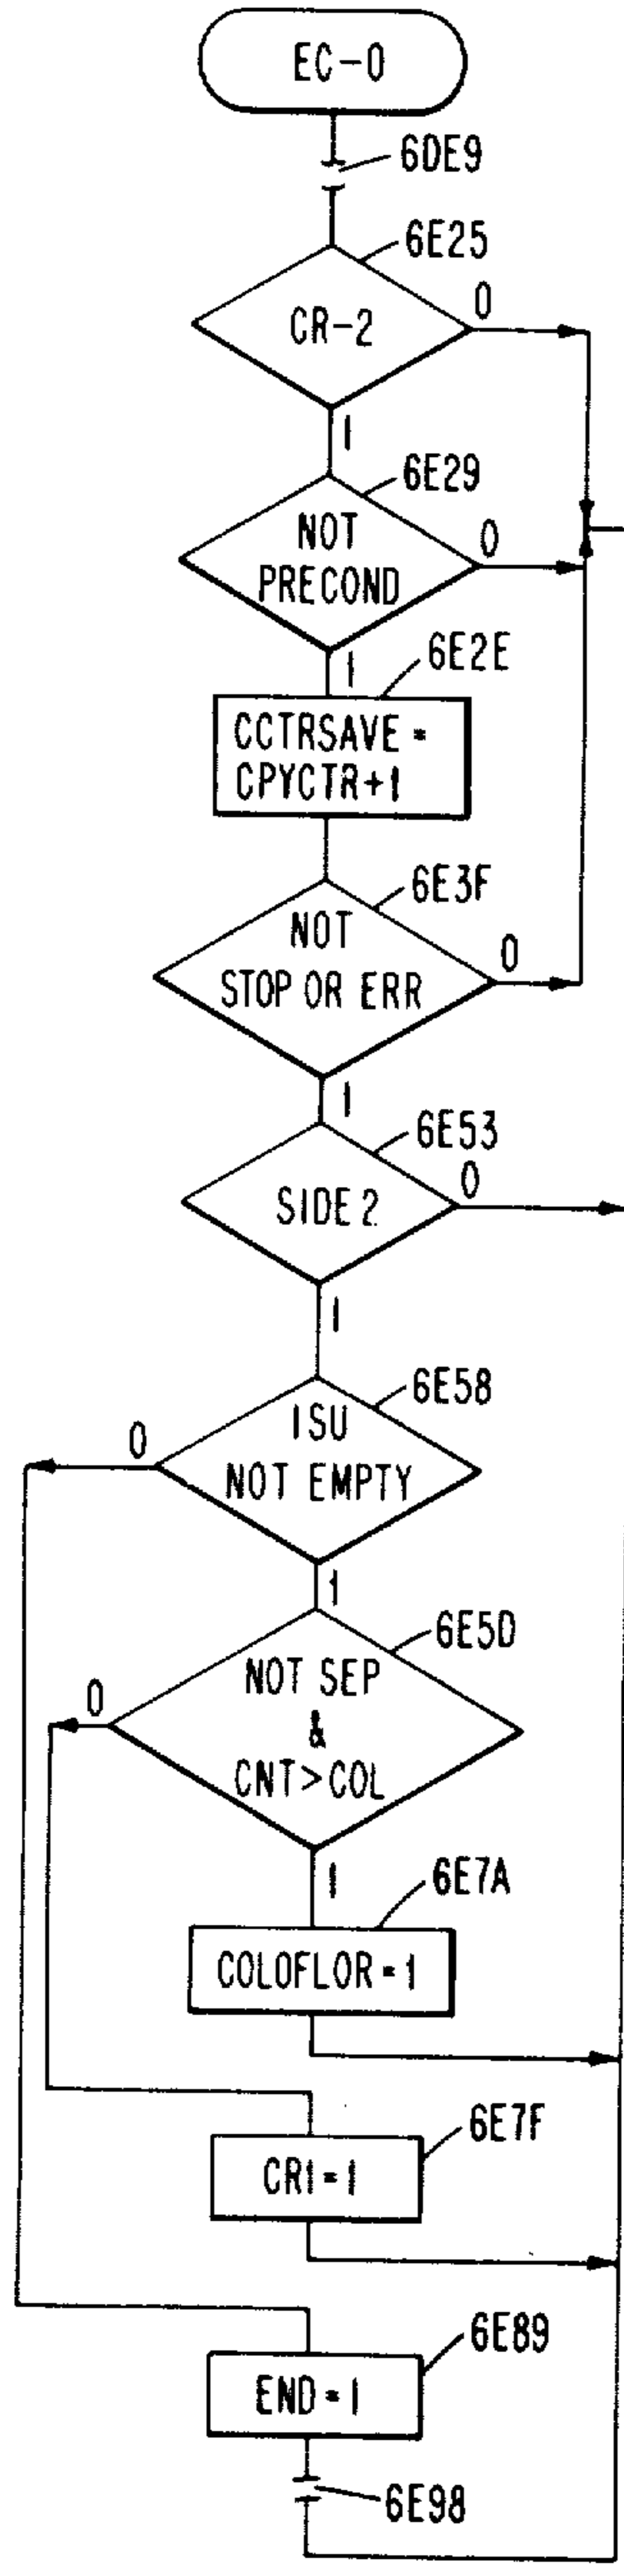 EC-0
6DE9
6E25
CR-2
0
1
6E29
NOT
PRECOND
0
1
6E2E
CCTRSAVE =
CPYCTR+1
6E3F
NOT
STOP OR ERR
0
1
6E53
SIDE 2
0
1
6E58
ISU
NOT EMPTY
0
1
6E5D
NOT SEP
&
CNT>COL
0
1
6E7A
COLOFLOR = 1
6E7F
CR1 = 1
6E89
END = 1
6E98